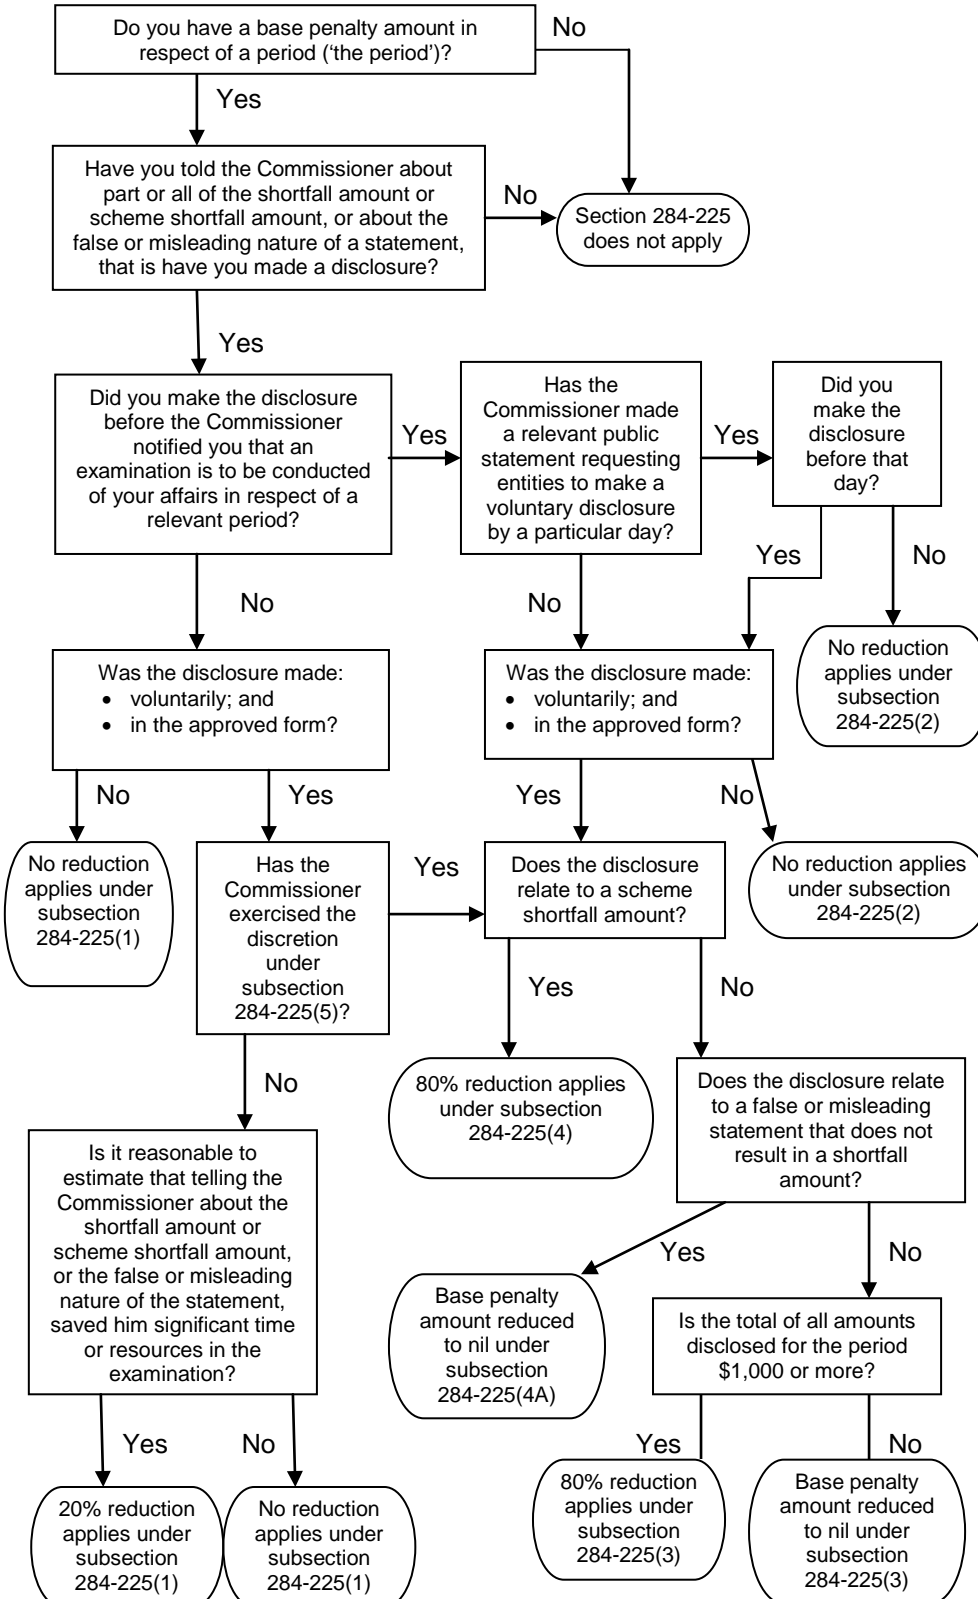 Do you have a base penalty amount in
respect of a period (‘the period’)?
No
Yes
Have you told the Commissioner about
part or all of the shortfall amount or
scheme shortfall amount, or about the
false or misleading nature of a statement,
that is have you made a disclosure?
No
Section 284-225
does not apply
Yes
Did you make the disclosure
before the Commissioner
notified you that an
examination is to be conducted
of your affairs in respect of a
relevant period?
Yes
Has the
Commissioner made
a relevant public
statement requesting
entities to make a
voluntary disclosure
by a particular day?
Yes
Did you
make the
disclosure
before that
day?
No
No
Yes
No
Was the disclosure made:
• voluntarily; and
• in the approved form?
Was the disclosure made:
• voluntarily; and
• in the approved form?
No reduction
applies under
subsection
284-225(2)
No
Yes
Yes
No
No reduction
applies under
subsection
284-225(1)
Has the
Commissioner
exercised the
discretion
under
subsection
284-225(5)?
Yes
Does the disclosure
relate to a scheme
shortfall amount?
No reduction applies
under subsection
284-225(2)
No
Yes
No
80% reduction applies
under subsection
284-225(4)
Does the disclosure relate
to a false or misleading
statement that does not
result in a shortfall
amount?
Is it reasonable to
estimate that telling the
Commissioner about the
shortfall amount or
scheme shortfall amount,
or the false or misleading
nature of the statement,
saved him significant time
or resources in the
examination?
Yes
No
Base penalty
amount reduced
to nil under
subsection
284-225(4A)
Is the total of all amounts
disclosed for the period
$1,000 or more?
Yes
No
Yes
No
20% reduction
applies under
subsection
284-225(1)
No reduction
applies under
subsection
284-225(1)
80% reduction
applies under
subsection
284-225(3)
Base penalty
amount reduced
to nil under
subsection
284-225(3)